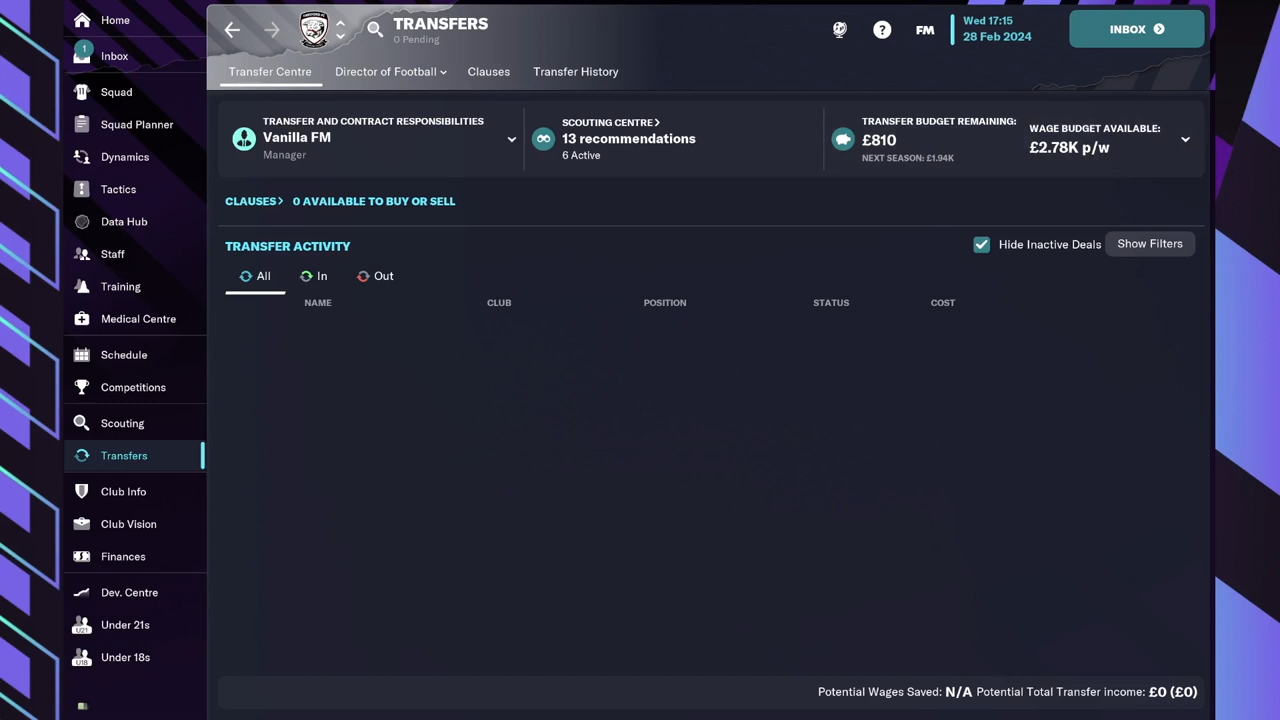 Home
1
Inbox
Squad
Squad Planner
Dynamics
Tactics
Data Hub
Staff
Training
Medical Centre
Schedule
Competitions
Scouting
Transfers
Club Info
Club Vision
Finances
Dev. Centre
U21
Under 21s
U18
Under 18s
TRANSFERS
0 Pending
?
FM
Wed 17:15
28 Feb 2024
INBOX
Transfer Centre
Director of Football
Clauses
Transfer History
TRANSFER AND CONTRACT RESPONSIBILITIES
Vanilla FM
Manager
SCOUTING CENTRE >
13 recommendations
6 Active
TRANSFER BUDGET REMAINING:
£810
NEXT SEASON: £1.94K
WAGE BUDGET AVAILABLE:
£2.78K p/w
CLAUSES > 0 AVAILABLE TO BUY OR SELL
TRANSFER ACTIVITY
Hide Inactive Deals
Show Filters
All In Out
NAME CLUB POSITION STATUS COST
Potential Wages Saved: N/A Potential Total Transfer income: £0 (£0)